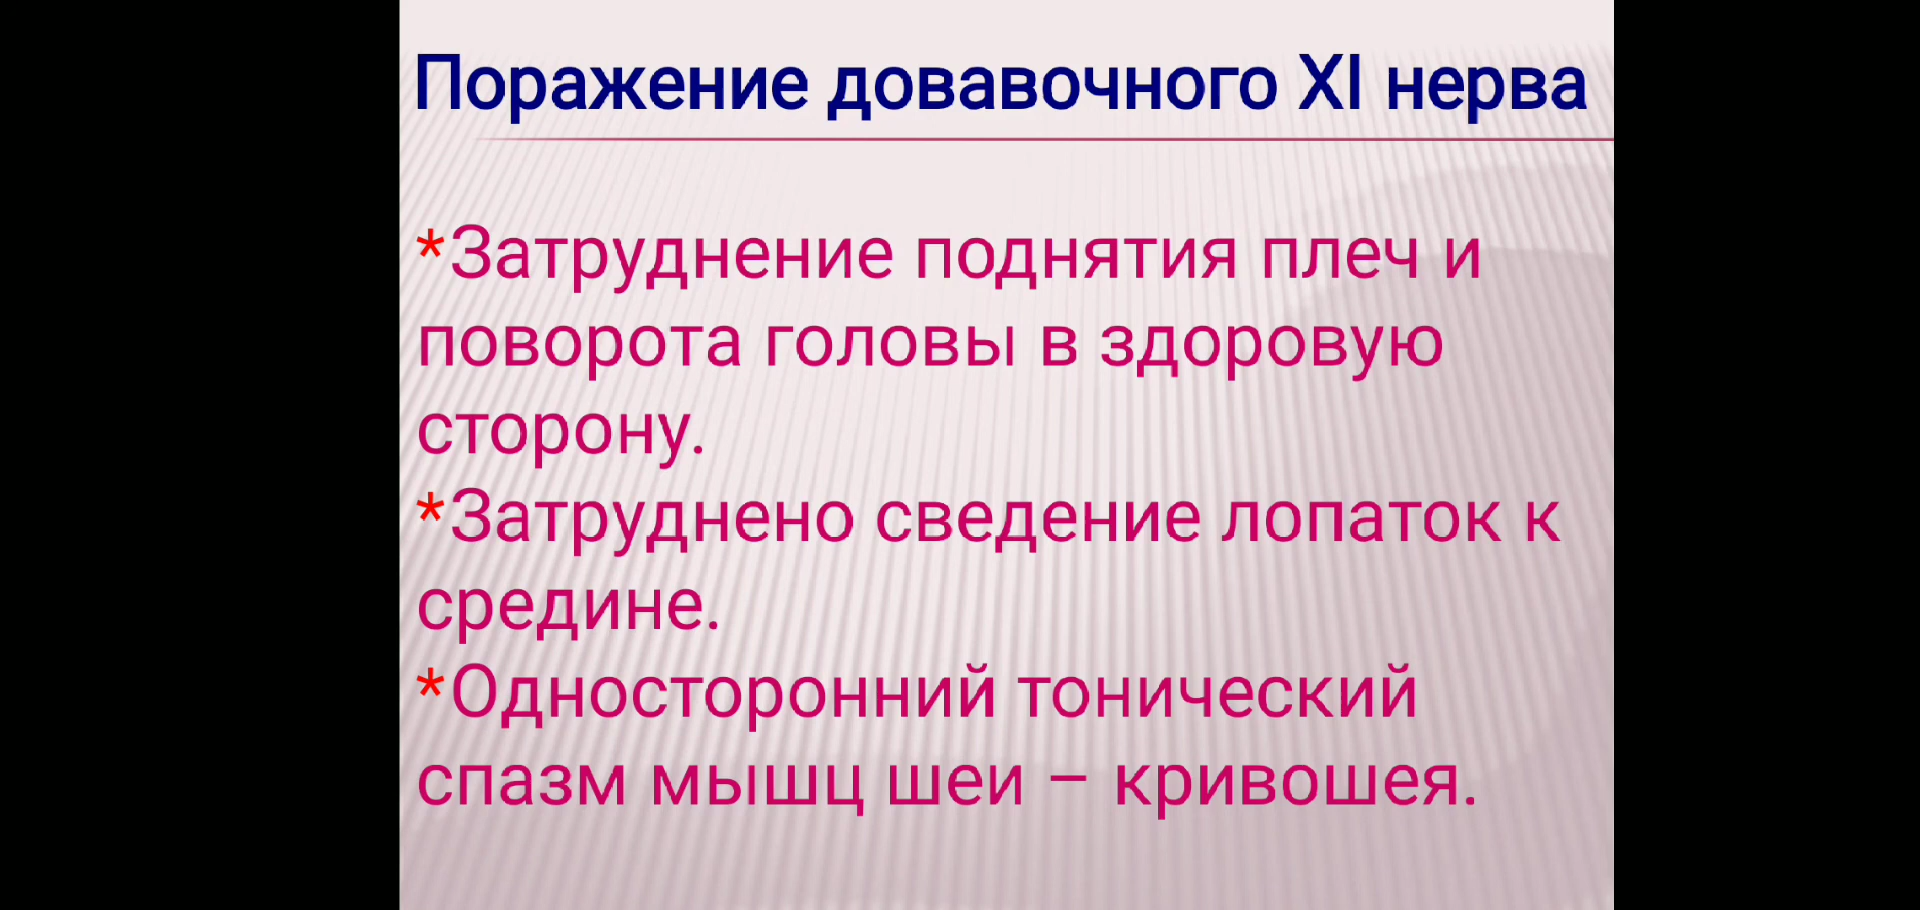 Поражение довавочного XI нерва
*Затруднение поднятия плеч и
поворота головы в здоровую
сторону.
*Затруднено сведение лопаток к
средине.
*Односторонний тонический
спазм мышц шеи – кривошея.